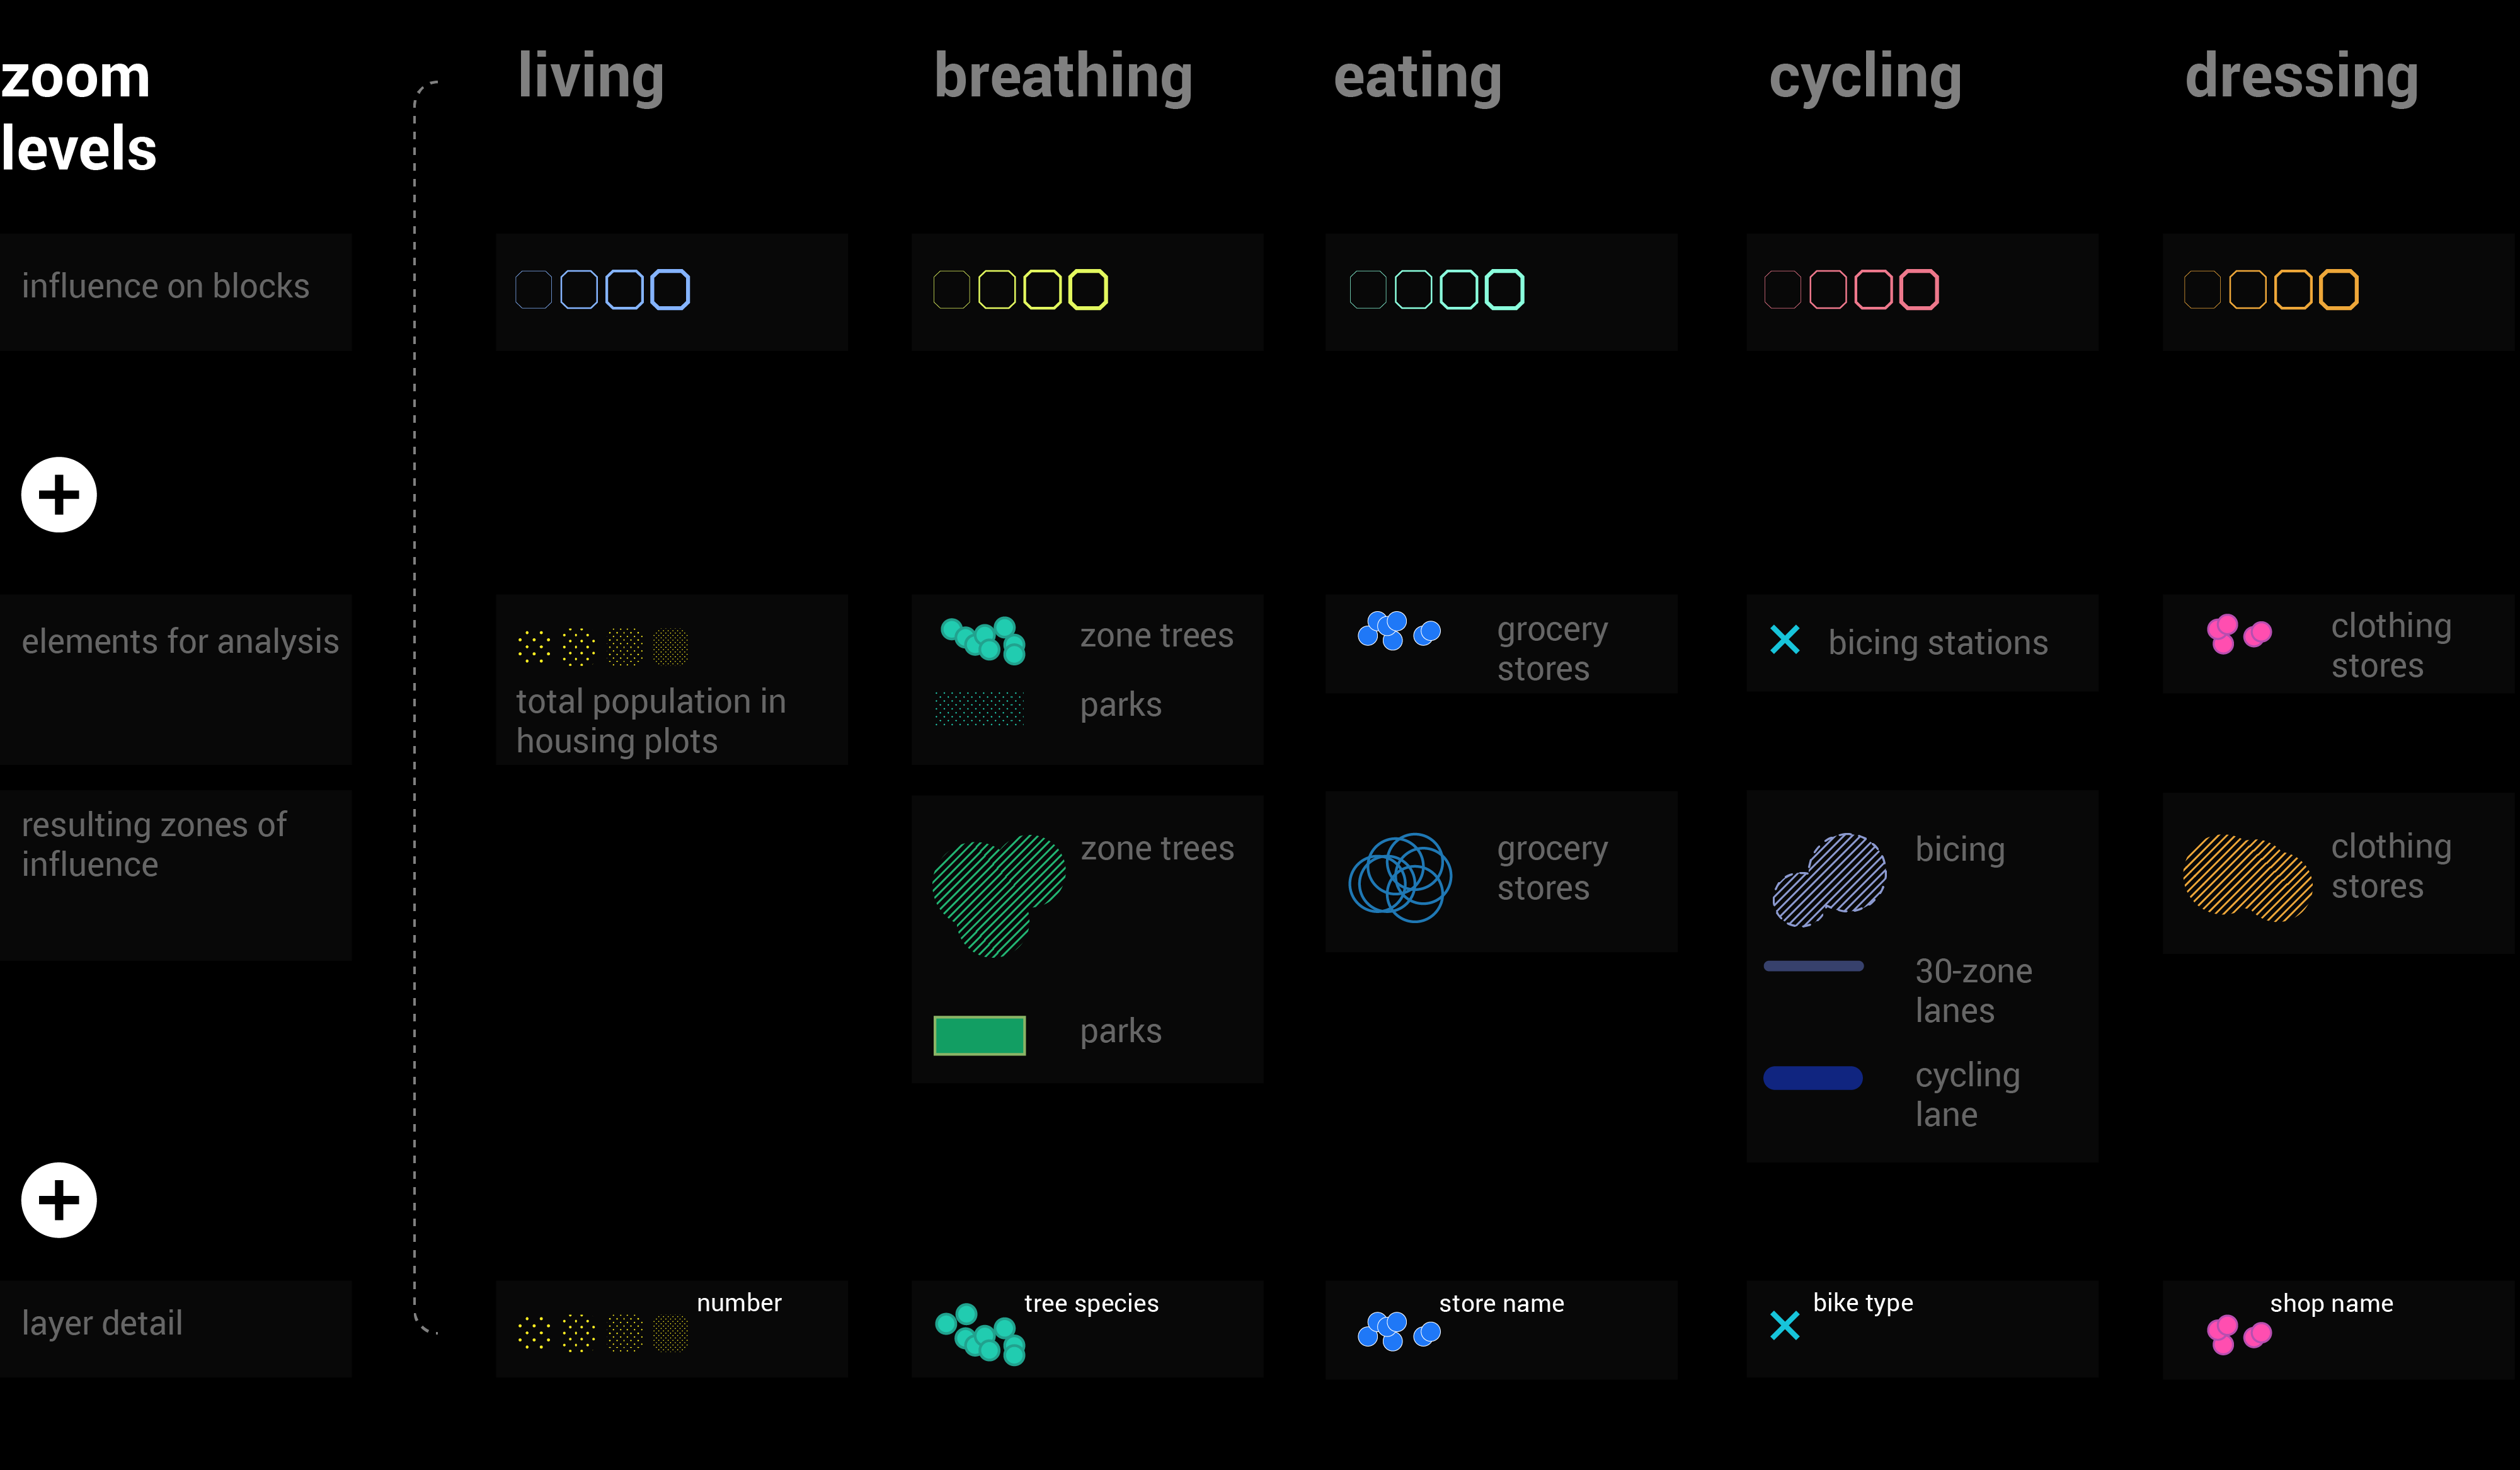 zoom
levels
living
breathing
eating
cycling
dressing
influence on blocks
elements for analysis
total population in
housing plots
zone trees
parks
grocery
stores
bicing stations
clothing
stores
resulting zones of
influence
zone trees
parks
grocery
stores
bicing
30-zone
lanes
cycling
lane
clothing
stores
layer detail
number
tree species
store name
bike type
shop name